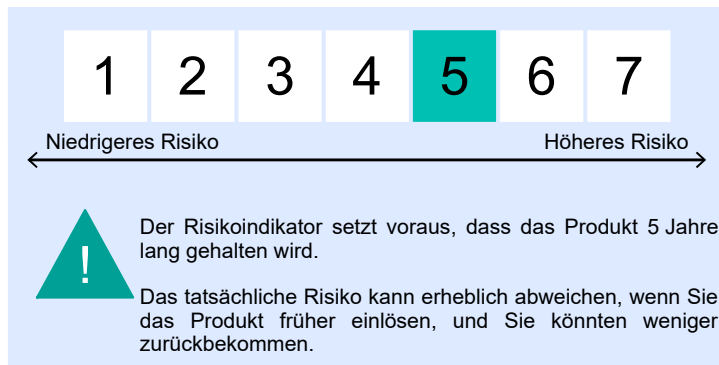 1 2 3 4 5 6 7
Niedrigeres Risiko Höheres Risiko
!
Der Risikoindikator setzt voraus, dass das Produkt 5 Jahre
lang gehalten wird.
Das tatsächliche Risiko kann erheblich abweichen, wenn Sie
das Produkt früher einlösen, und Sie könnten weniger
zurückbekommen.